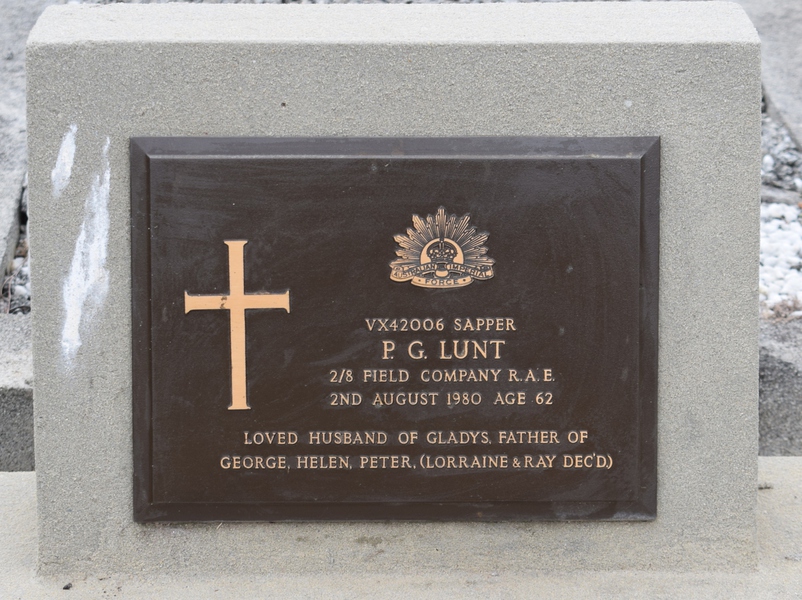 AUSTRALIAN IMPERIAL
FORCE
VX42006 SAPPER
P. G. LUNT
2/8 FIELD COMPANY R.A.E.
2ND AUGUST 1980 AGE 62
LOVED HUSBAND OF GLADYS, FATHER OF
GEORGE, HELEN, PETER, (LORRAINE & RAY DEC'D.)